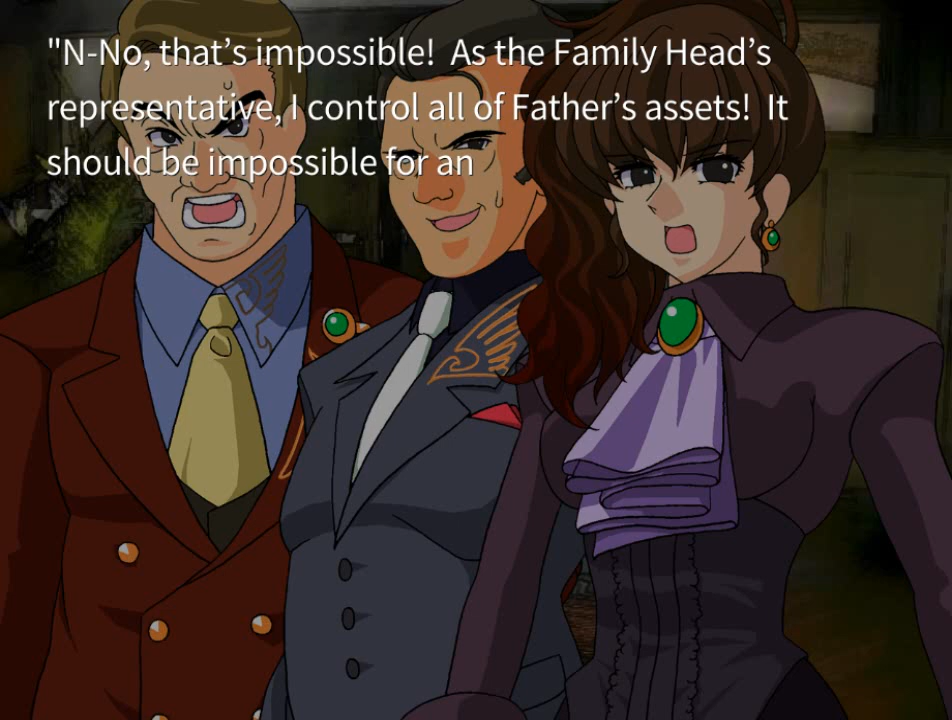 "N-No, that’s impossible!  As the Family Head’s
representative, I control all of Father’s assets!  It
should be impossible for an